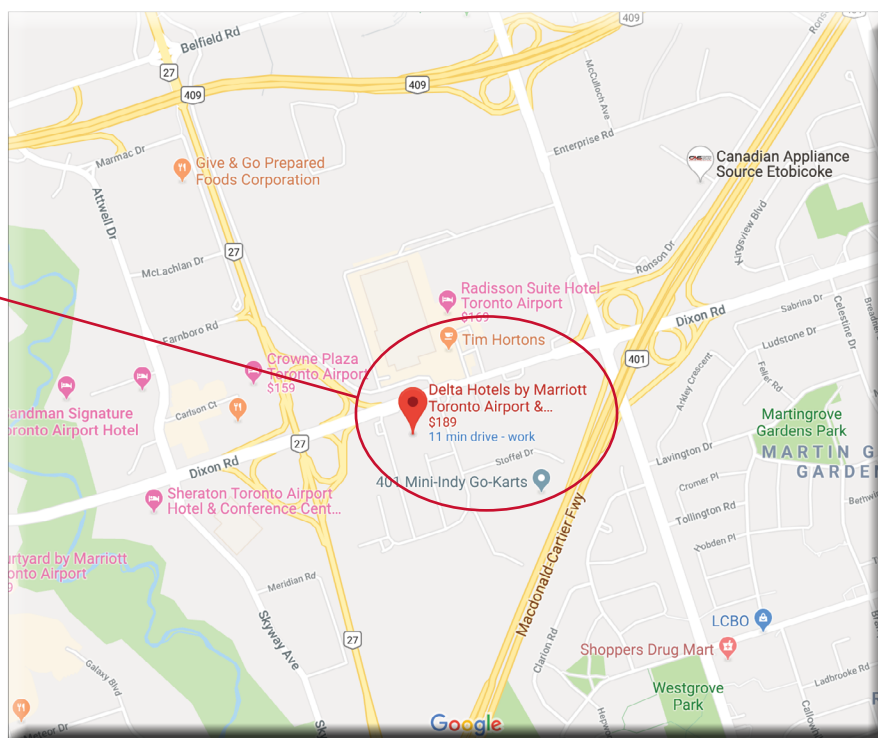 409
Belfield Rd
27
409
409
McCulloch Ave
Enterprise Rd
Marmac Dr
Give & Go Prepared
Foods Corporation
Canadian Appliance
Source Etobicoke
Attwell Dr
27
McLachlan Dr
Kingsview Blvd
Ronson Dr
Radisson Suite Hotel
Toronto Airport
$169
Sabrina Dr
Celestine Dr
Dixon Rd
Farnboro Rd
Tim Hortons
Ludstone Dr
401
Crowne Plaza
Toronto Airport
$159
Feller Rd
Arkley Crescent
Delta Hotels by Marriott
Toronto Airport &...
$189
11 min drive - work
Carlson Ct
andman Signature
oronto Airport Hotel
Martingrove
Gardens Park
27
MARTIN G
GARDEN
Stoffel Dr
Lavington Dr
Dixon Rd
401 Mini-Indy Go-Karts
Cromer Pl
Sheraton Toronto Airport
Hotel & Conference Cent...
Tollington Rd
Bethwin
Macdonald-Cartier Fwy
urtyard by Marriott
onto Airport
9
Meridian Rd
Skyway Ave
LCBO
27
Shoppers Drug Mart
Clarion Rd
Galaxy Blvd
Ladbrooke Rd
Westgrove
Park
Google